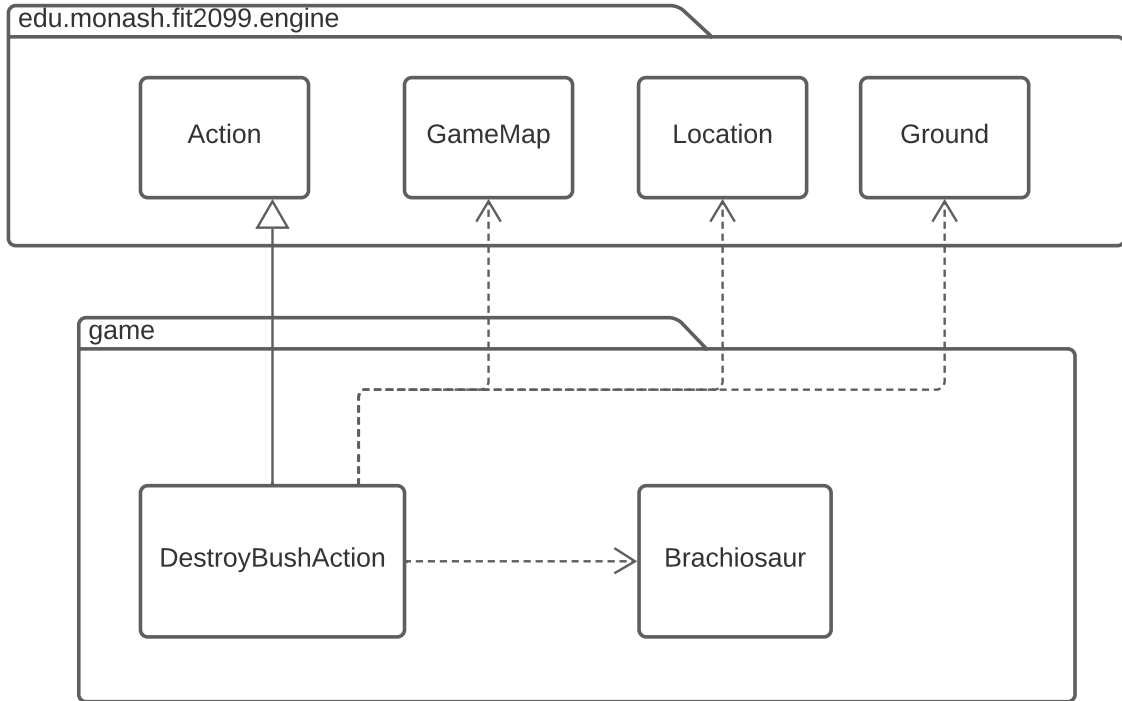 edu.monash.fit2099.engine
Action
GameMap
Location
Ground
game
DestroyBushAction
Brachiosaur